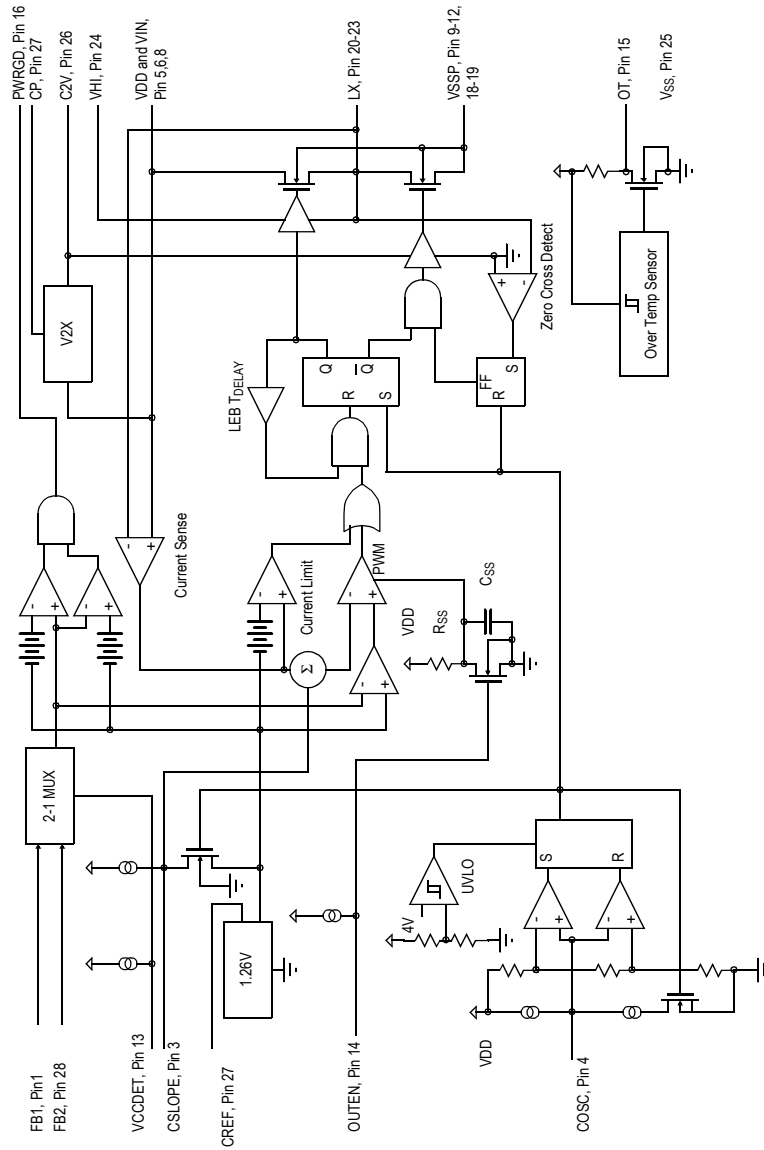 PWRGD, Pin 16
CP, Pin 27
C2V, Pin 26
VHI, Pin 24
VDD and VIN,
Pin 5,6,8
LX, Pin 20-23
VSSP, Pin 9-12,
18-19
OT, Pin 15
VSS, Pin 25
V2X
+
-
Zero Cross Detect
Over Temp Sensor
LEB TDELAY
Q
Q
R
S
FF
S
R
-
+
Current Sense
-
+
-
+
-
+
Current Limit
-
+
PWM
Σ
-
+
VDD
RSS
CSS
2-1 MUX
1.26V
4V
UVLO
S
R
-
+
-
+
VDD
FB1, Pin1
FB2, Pin 28
VCCDET, Pin 13
CSLOPE, Pin 3
CREF, Pin 27
OUTEN, Pin 14
COSC, Pin 4